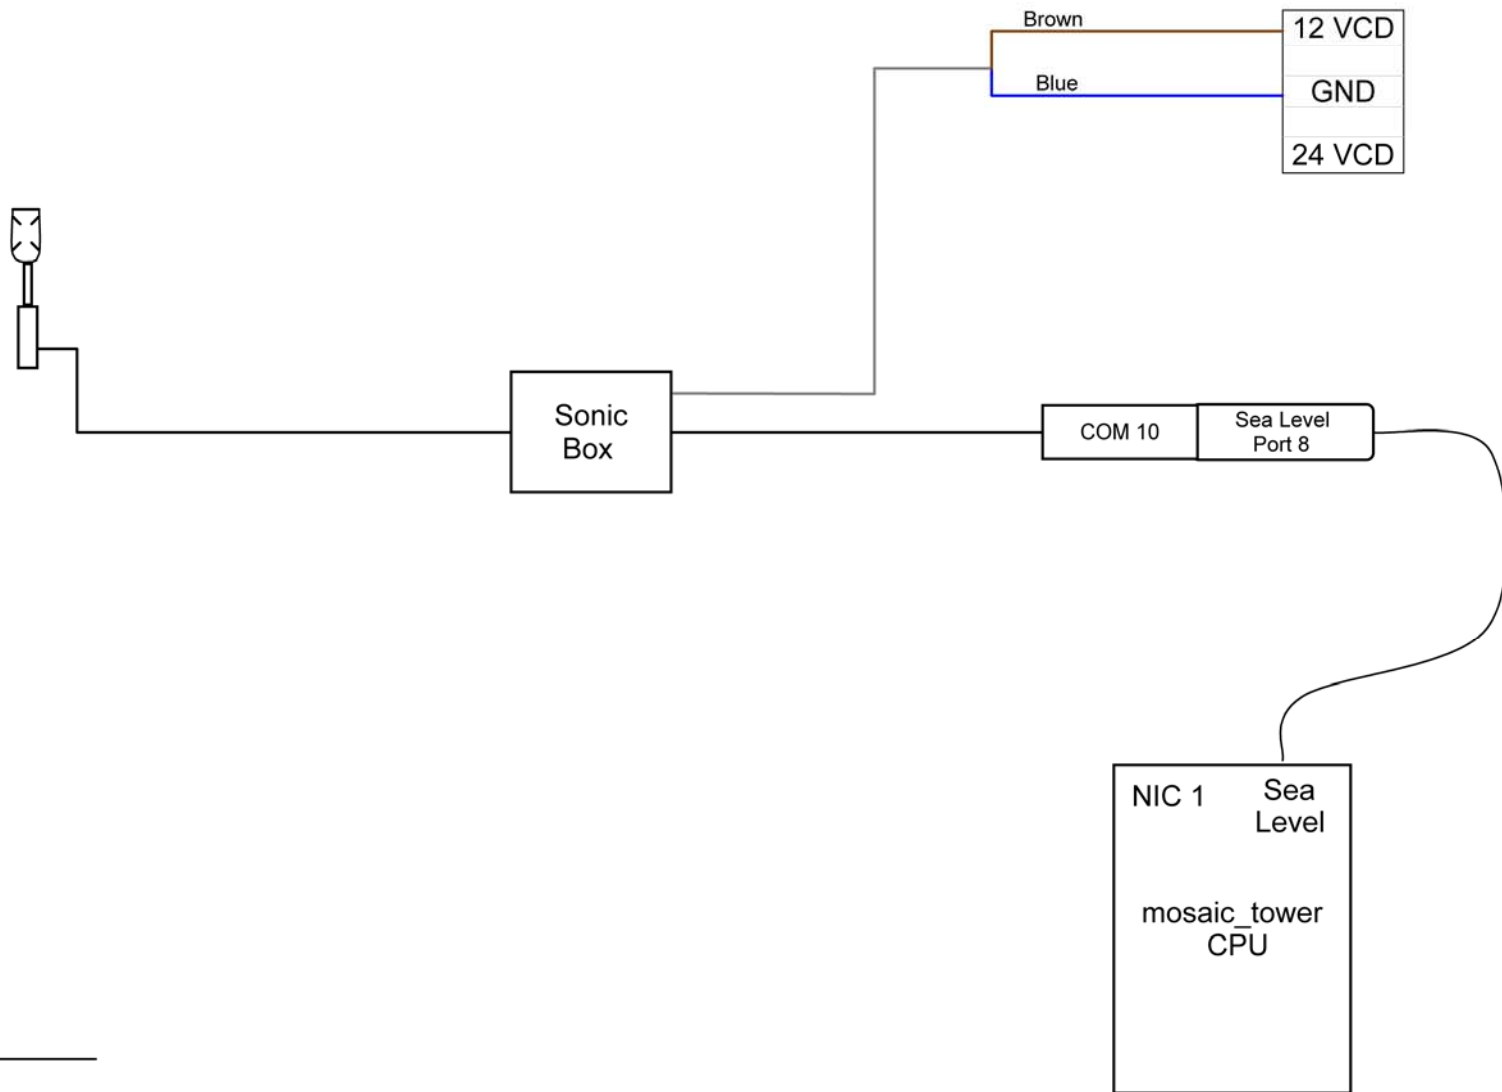 Brown
12 VCD
Blue
GND
24 VCD
Sonic
Box
COM 10
Sea Level
Port 8
NIC 1
Sea
Level
mosaic_tower
CPU